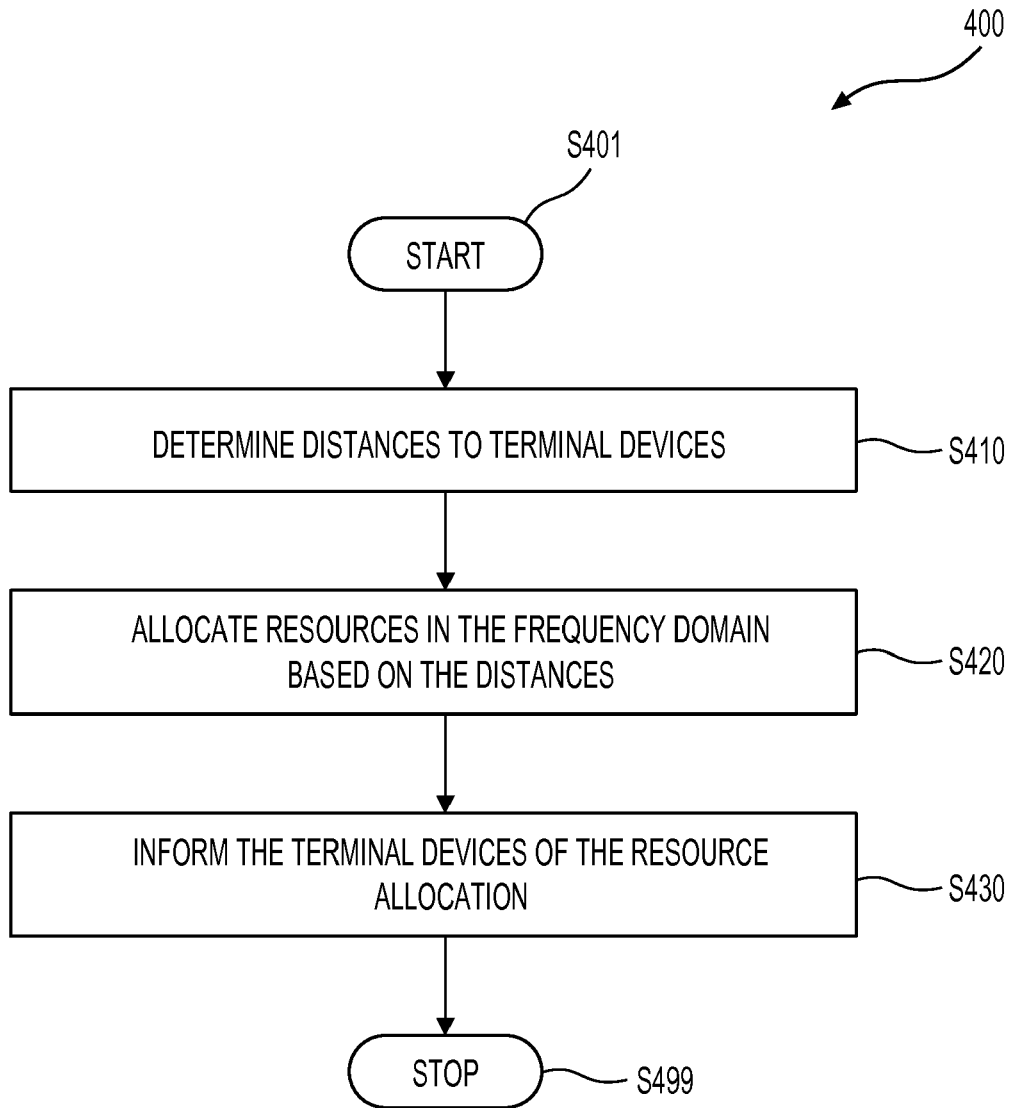 400
S401
START
DETERMINE DISTANCES TO TERMINAL DEVICES
S410
ALLOCATE RESOURCES IN THE FREQUENCY DOMAIN
BASED ON THE DISTANCES
S420
INFORM THE TERMINAL DEVICES OF THE RESOURCE
ALLOCATION
S430
STOP
S499